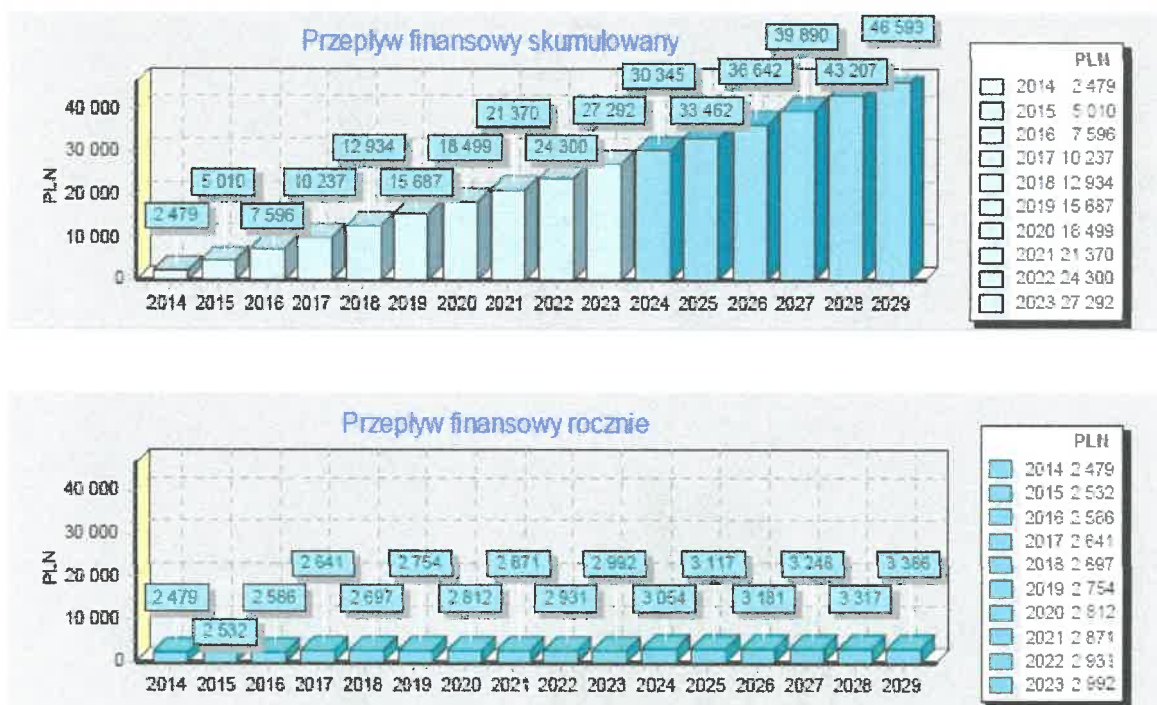 Przepływ finansowy skumulowany
PLN
40 000
30 000
20 000
10 000
0
2 479
5 010
7 596
10 237
12 934
15 687
18 499
21 370
24 300
27 292
30 345
33 462
36 642
39 890
43 207
46 593
2014 2015 2016 2017 2018 2019 2020 2021 2022 2023 2024 2025 2026 2027 2028 2029
PLN
2014 2 479
2015 5 010
2016 7 596
2017 10 237
2018 12 934
2019 15 687
2020 18 499
2021 21 370
2022 24 300
2023 27 292
Przepływ finansowy rocznie
PLN
40 000
30 000
20 000
10 000
0
2 479
2 532
2 586
2 641
2 697
2 754
2 812
2 871
2 931
2 992
3 054
3 117
3 181
3 248
3 317
3 386
2014 2015 2016 2017 2018 2019 2020 2021 2022 2023 2024 2025 2026 2027 2028 2029
PLN
2014 2 479
2015 2 532
2016 2 586
2017 2 641
2018 2 697
2019 2 754
2020 2 812
2021 2 871
2022 2 931
2023 2 992